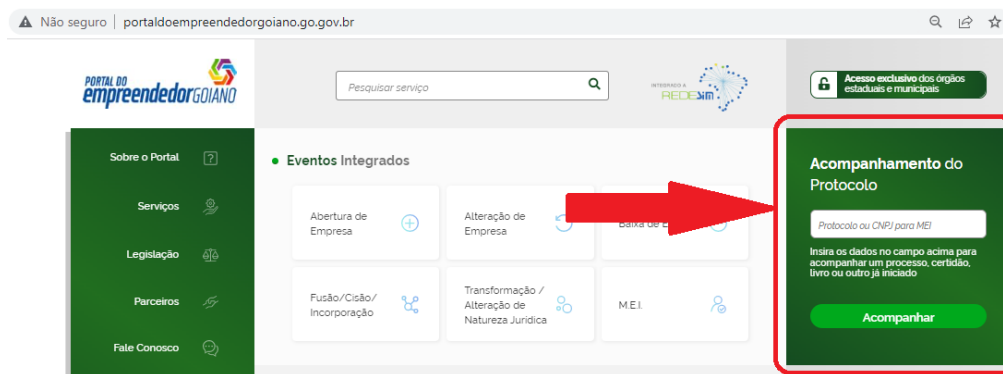 Não seguro | portaldoempreendedorgoiano.go.gov.br
PORTAL DO
empreendedorGOIANO
Pesquisar serviço
INTEGRADO À
REDESIM
Acesso exclusivo dos órgãos
estaduais e municipais
Sobre o Portal
Serviços
Legislação
Parceiros
Fale Conosco
Eventos Integrados
Abertura de
Empresa
Alteração de
Empresa
Baixa de E
Fusão/Cisão/
Incorporação
Transformação /
Alteração de
Natureza Jurídica
M.E.I.
Acompanhamento do
Protocolo
Protocolo ou CNPJ para MEI
Insira os dados no campo acima para
acompanhar um processo, certidão,
livro ou outro já iniciado
Acompanhar